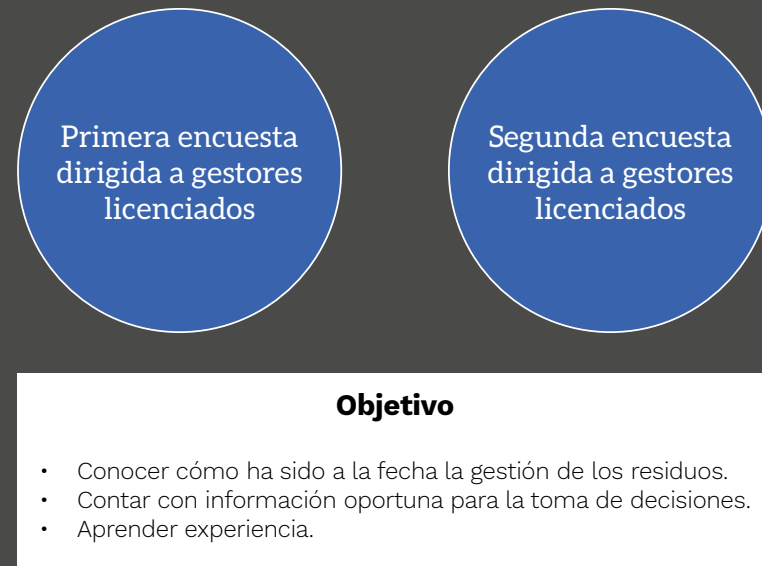 Primera encuesta
dirigida a gestores
licenciados
Segunda encuesta
dirigida a gestores
licenciados
Objetivo
• Conocer cómo ha sido a la fecha la gestión de los residuos.
• Contar con información oportuna para la toma de decisiones.
• Aprender experiencia.